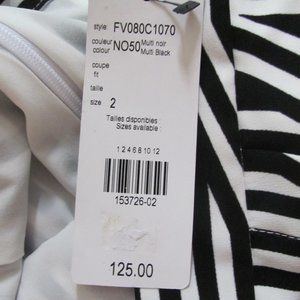 style: FV080C1070
couleur NO50 Multi noir
colour Multi Black
coupe
fit
taille
size 2
Tailles disponibles
Sizes available :
1 2 4 6 8 10 12
153726-02
125.00